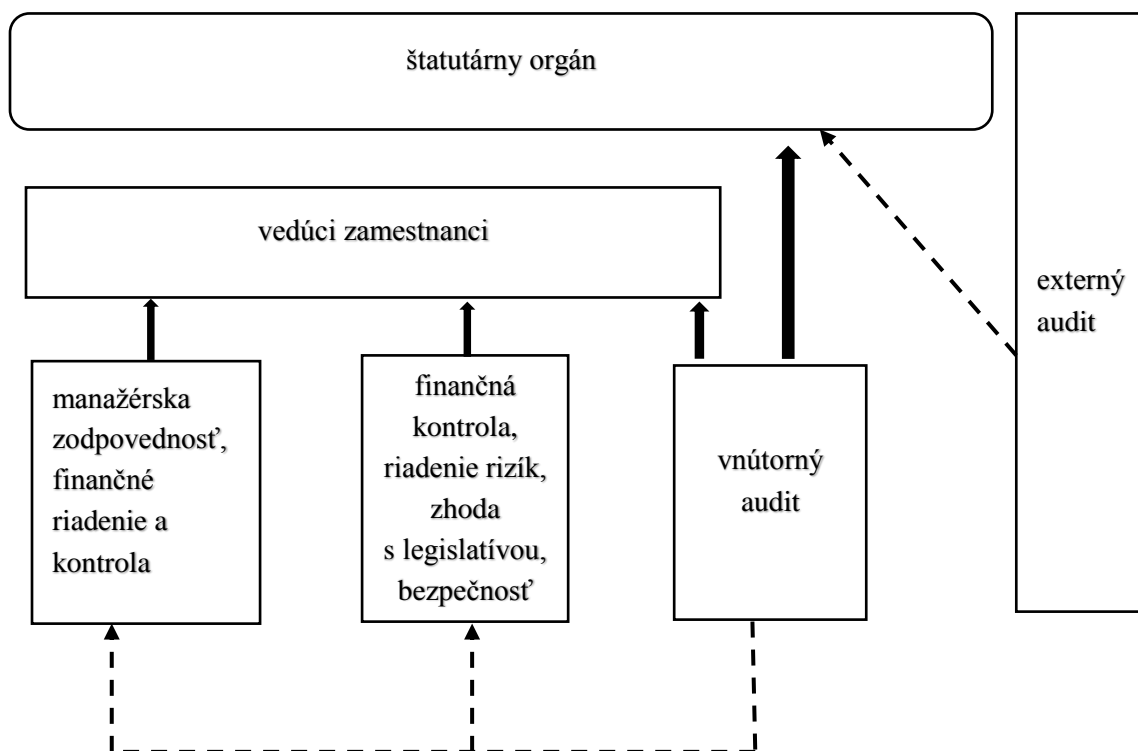 štatutárny orgán
vedúci zamestnanci
externý
audit
manažérska
zodpovednosť,
finančné
riadenie a
kontrola
finančná
kontrola,
riadenie rizík,
zhoda
s legislatívou,
bezpečnosť
vnútorný
audit